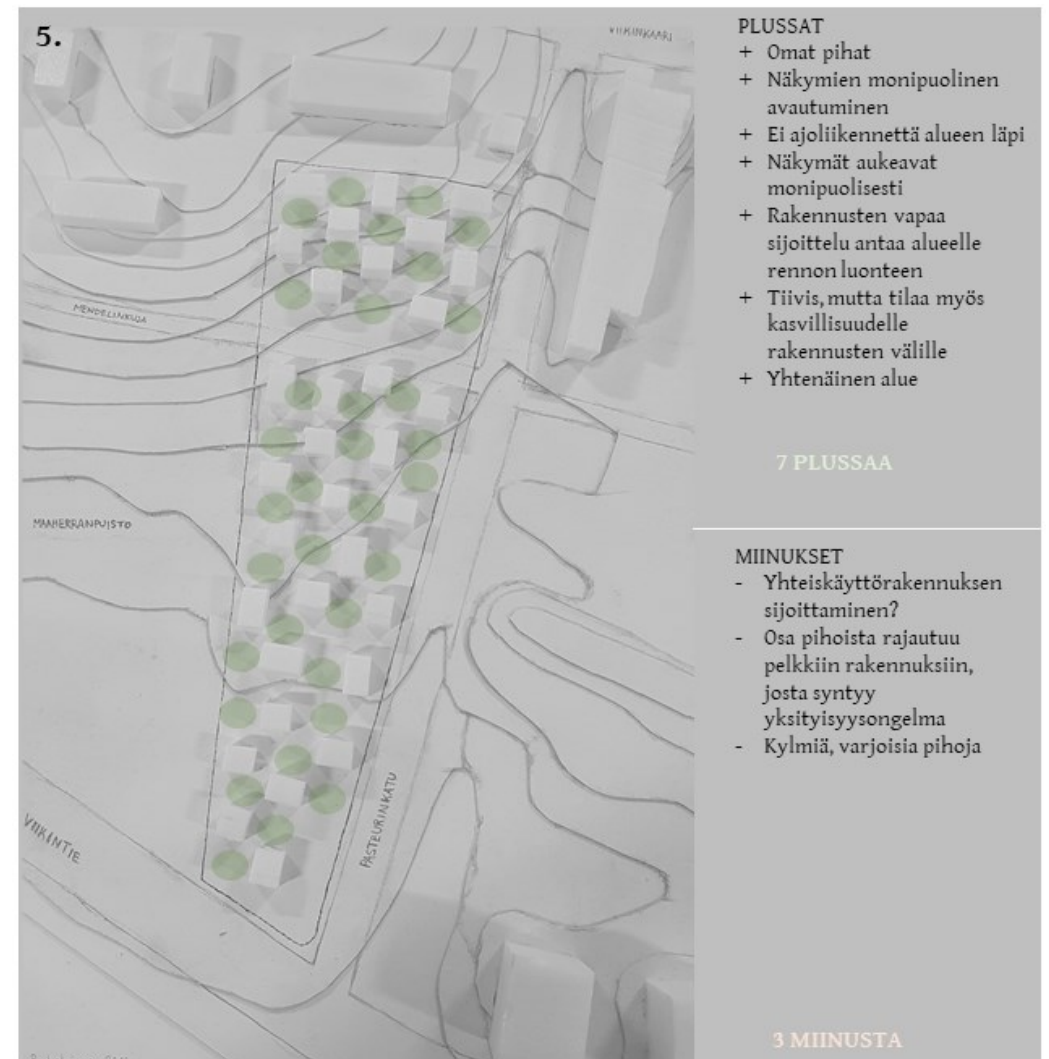 5.
VIIKINKAARI
MENDELINKUJA
MAAHERRANPUISTO
PASTEURINKATU
VIIKINTIE
PLUSSAT
+ Omat pihat
+ Näkymien monipuolinen
avautuminen
+ Ei ajoliikennettä alueen läpi
+ Näkymät aukeavat
monipuolisesti
+ Rakennusten vapaa
sijoittelu antaa alueelle
rennon luonteen
+ Tiivis, mutta tilaa myös
kasvillisuudelle
rakennusten välille
+ Yhtenäinen alue
7 PLUSSAA
MIINUKSET
- Yhteiskäyttörakennuksen
sijoittaminen?
- Osa pihoista rajautuu
pelkkiin rakennuksiin,
josta syntyy
yksityisyysongelma
- Kylmiä, varjoisia pihoja
3 MIINUSTA